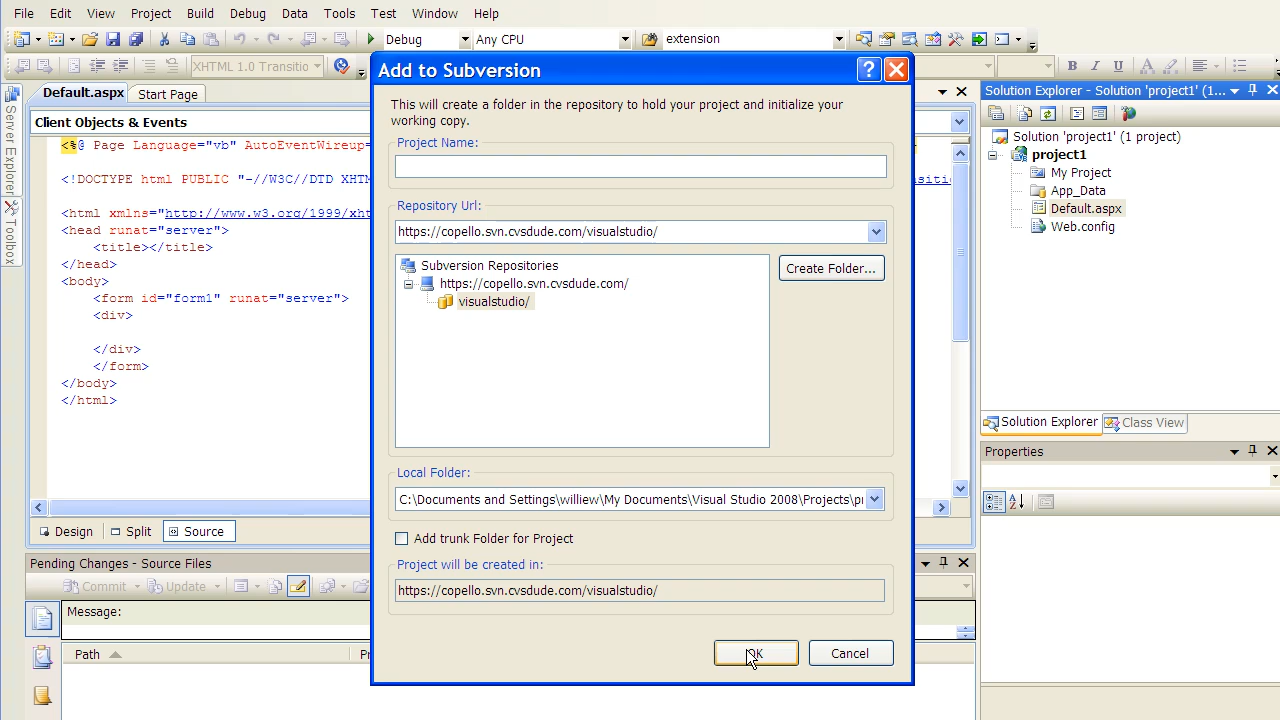 File Edit View Project Build Debug Data Tools Test Window Help
Debug Any CPU extension
XHTML 1.0 Transitio
Default.aspx Start Page
Client Objects & Events
<%@ Page Language="vb" AutoEventWireup=
<!DOCTYPE html PUBLIC "-//W3C//DTD XHTM
<html xmlns="http://www.w3.org/1999/xht
<head runat="server">
<title></title>
</head>
<body>
<form id="form1" runat="server">
<div>
</div>
</form>
</body>
</html>
Design Split Source
Server Explorer
Toolbox
Add to Subversion
This will create a folder in the repository to hold your project and initialize your
working copy.
Project Name:
Repository Url:
https://copello.svn.cvsdude.com/visualstudio/
Subversion Repositories
https://copello.svn.cvsdude.com/
visualstudio/
Create Folder...
Local Folder:
C:\Documents and Settings\williew\My Documents\Visual Studio 2008\Projects\p
Add trunk Folder for Project
Project will be created in:
https://copello.svn.cvsdude.com/visualstudio/
OK Cancel
Solution Explorer - Solution 'project1' (1...
Solution 'project1' (1 project)
project1
My Project
App_Data
Default.aspx
Web.config
Solution Explorer Class View
Properties
Pending Changes - Source Files
Commit Update
Message:
Path